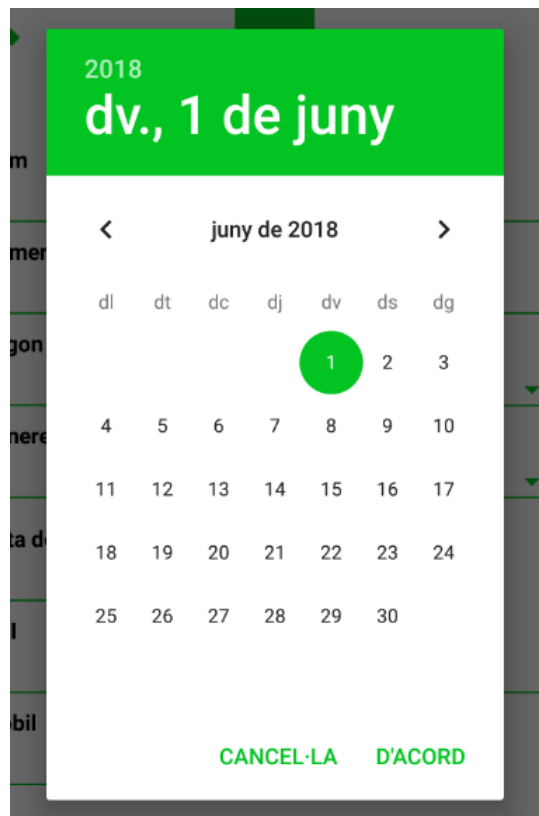 2018
dv., 1 de juny
juny de 2018
dl dt dc dj dv ds dg
1 2 3
4 5 6 7 8 9 10
11 12 13 14 15 16 17
18 19 20 21 22 23 24
25 26 27 28 29 30
CANCEL·LA D'ACORD